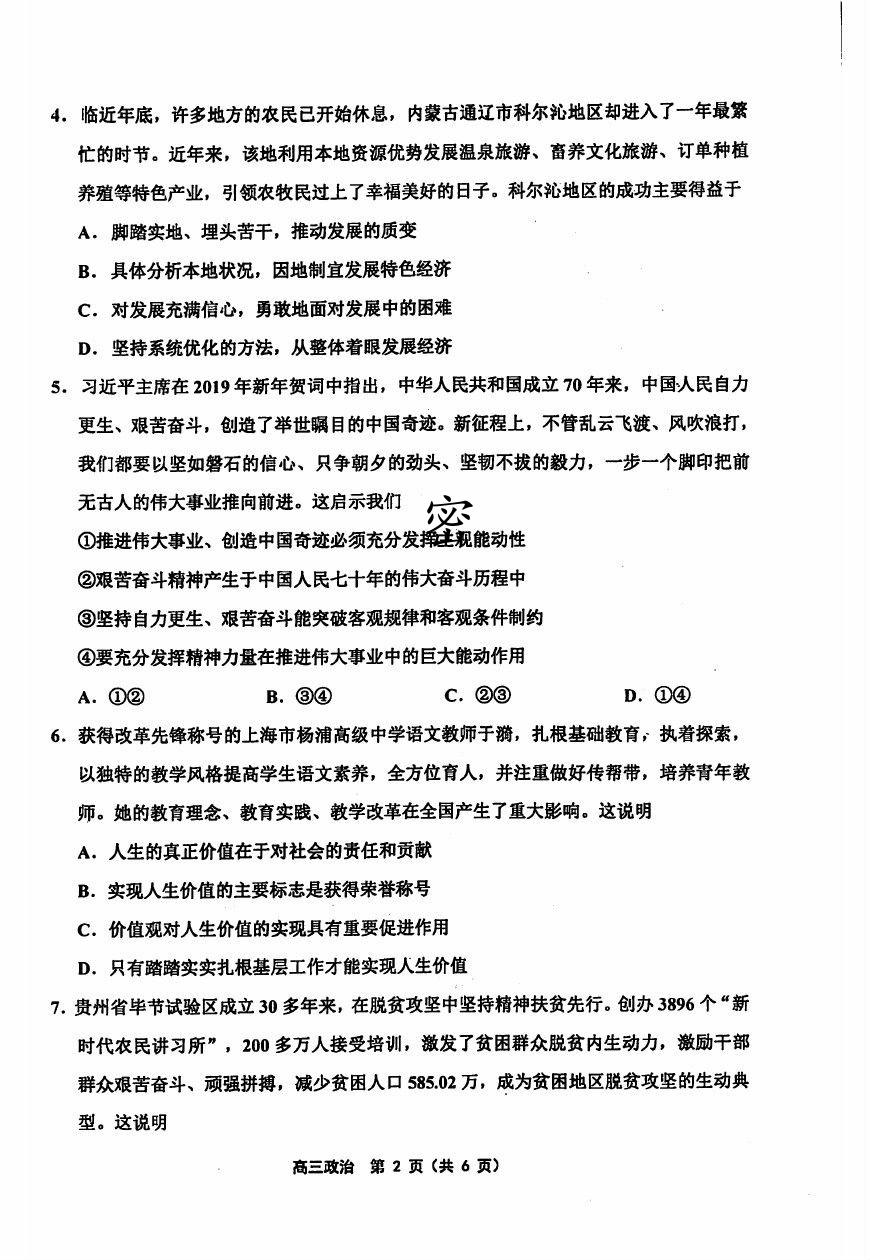 4. 临近年底，许多地方的农民已开始休息，内蒙古通辽市科尔沁地区却进入了一年最繁
忙的时节。近年来，该地利用本地资源优势发展温泉旅游、畜养文化旅游、订单种植
养殖等特色产业，引领农牧民过上了幸福美好的日子。科尔沁地区的成功主要得益于
A. 脚踏实地、埋头苦干，推动发展的质变
B. 具体分析本地状况，因地制宜发展特色经济
C. 对发展充满信心，勇敢地面对发展中的困难
D. 坚持系统优化的方法，从整体着眼发展经济
5. 习近平主席在 2019 年新年贺词中指出，中华人民共和国成立 70 年来，中国人民自力
更生、艰苦奋斗，创造了举世瞩目的中国奇迹。新征程上，不管乱云飞渡、风吹浪打，
我们都要以坚如磐石的信心、只争朝夕的劲头、坚韧不拔的毅力，一步一个脚印把前
无古人的伟大事业推向前进。这启示我们
密
①推进伟大事业、创造中国奇迹必须充分发挥主观能动性
②艰苦奋斗精神产生于中国人民七十年的伟大奋斗历程中
③坚持自力更生、艰苦奋斗能突破客观规律和客观条件制约
④要充分发挥精神力量在推进伟大事业中的巨大能动作用
A. ①② B. ③④ C. ②③ D. ①④
6. 获得改革先锋称号的上海市杨浦高级中学语文教师于漪，扎根基础教育，执着探索，
以独特的教学风格提高学生语文素养，全方位育人，并注重做好传帮带，培养青年教
师。她的教育理念、教育实践、教学改革在全国产生了重大影响。这说明
A. 人生的真正价值在于对社会的责任和贡献
B. 实现人生价值的主要标志是获得荣誉称号
C. 价值观对人生价值的实现具有重要促进作用
D. 只有踏踏实实扎根基层工作才能实现人生价值
7. 贵州省毕节试验区成立 30 多年来，在脱贫攻坚中坚持精神扶贫先行。创办 3896 个“新
时代农民讲习所”，200 多万人接受培训，激发了贫困群众脱贫内生动力，激励干部
群众艰苦奋斗、顽强拼搏，减少贫困人口 585.02 万，成为贫困地区脱贫攻坚的生动典
型。这说明
高三政治 第 2 页（共 6 页）